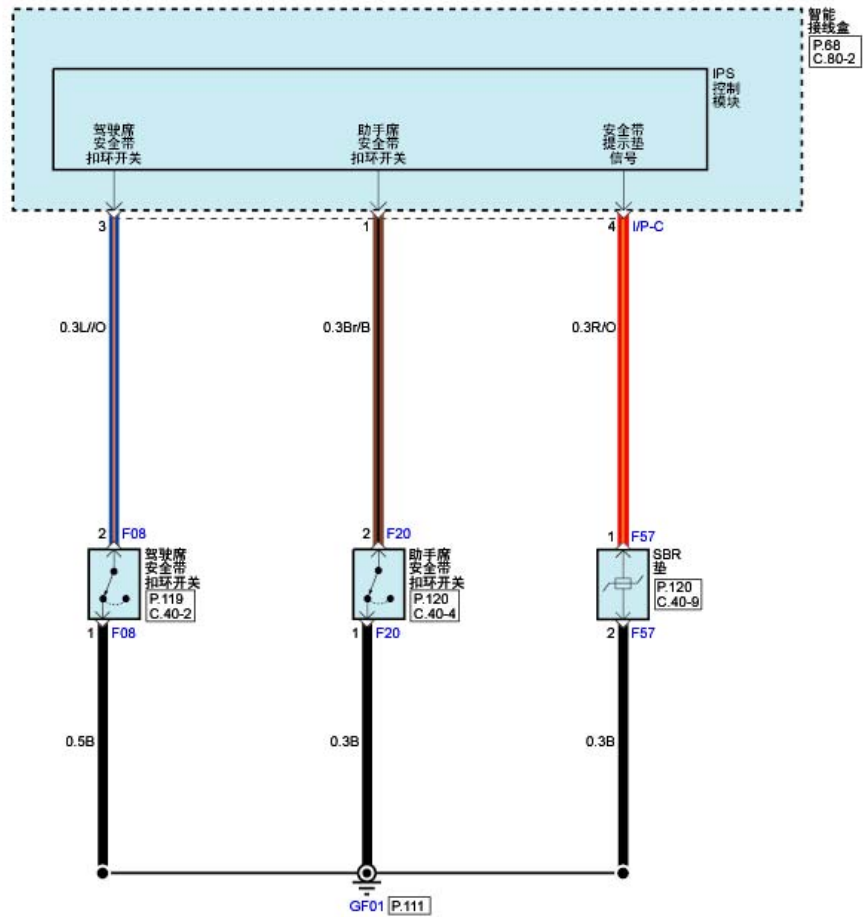 智能
接线盒
P.68
C.80-2
IPS
控制
模块
驾驶席
安全带
扣环开关
助手席
安全带
扣环开关
安全带
提示垫
信号
3
1
4
I/P-C
0.3L//O
0.3Br/B
0.3R/O
2
F08
2
F20
1
F57
驾驶席
安全带
扣环开关
P.119
C.40-2
助手席
安全带
扣环开关
P.120
C.40-4
SBR
垫
P.120
C.40-9
1
F08
1
F20
2
F57
0.5B
0.3B
0.3B
GF01
P.111